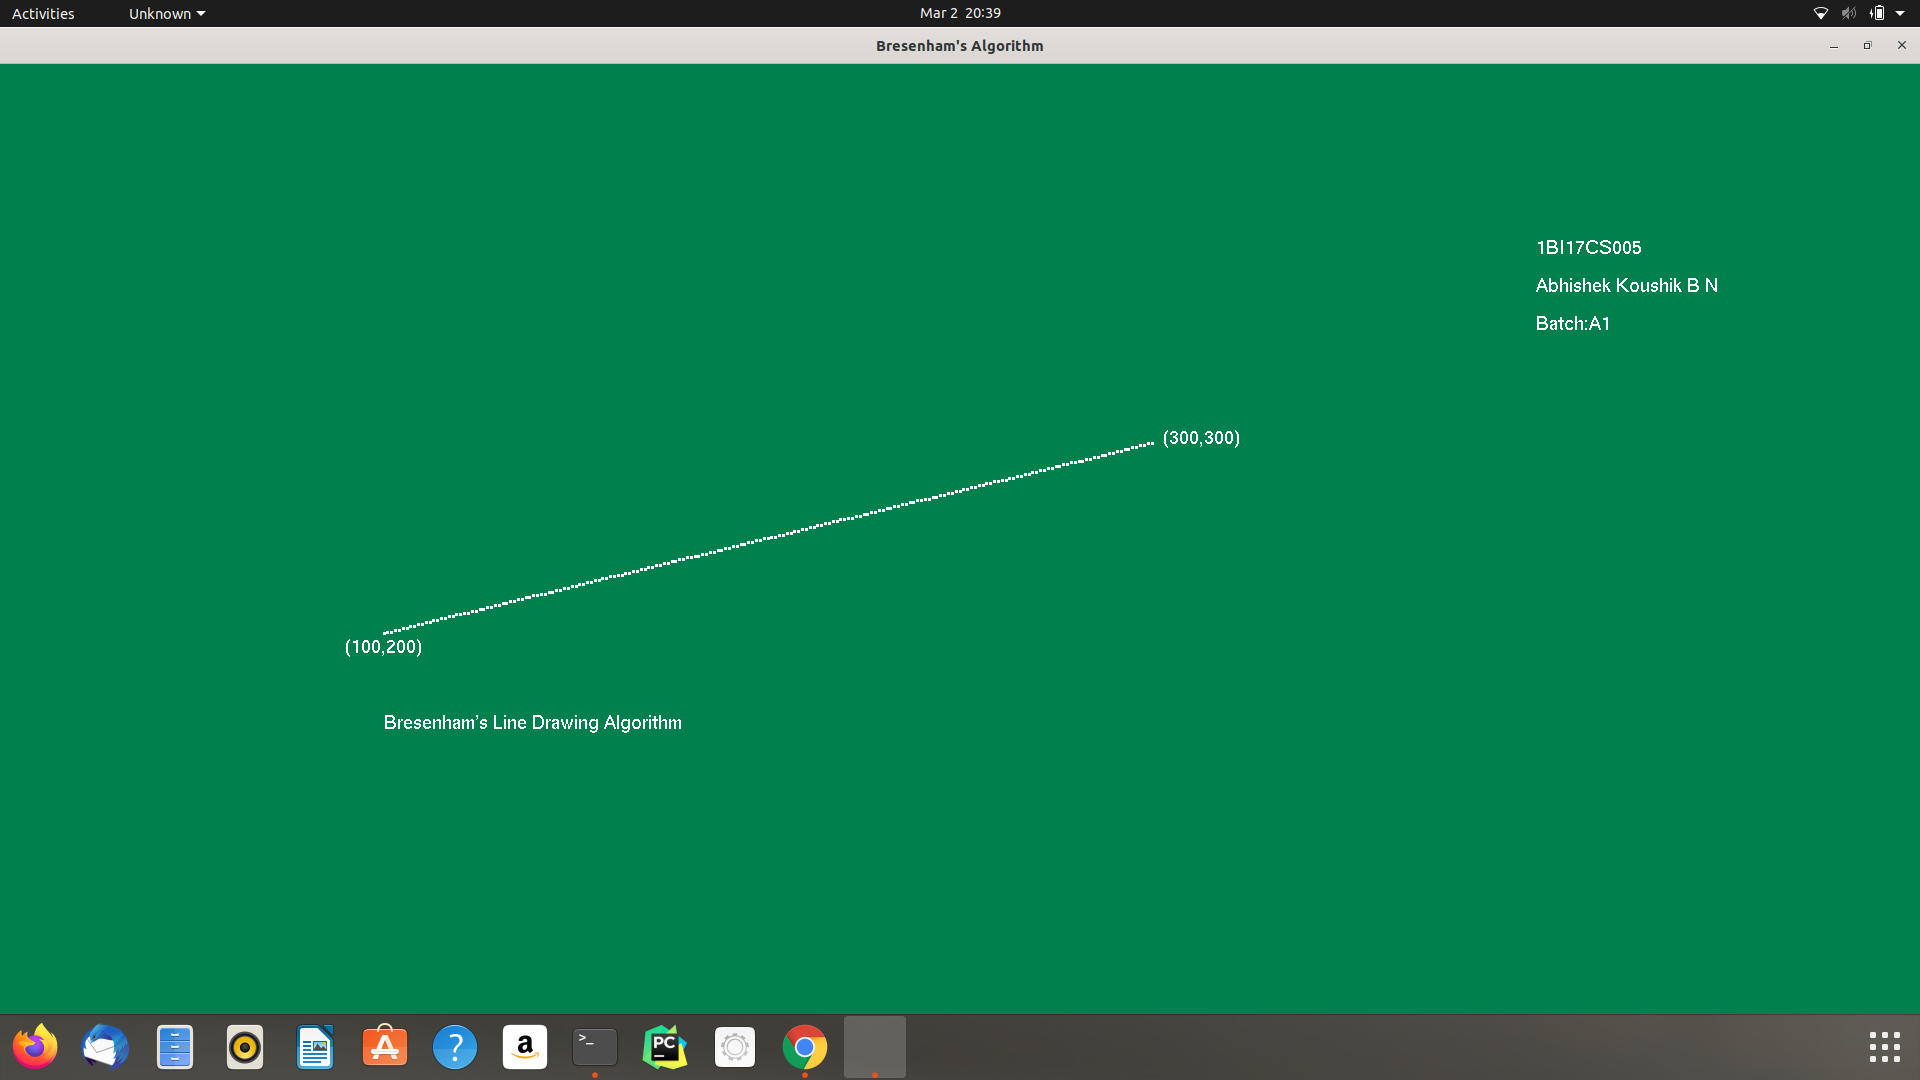 Activities Unknown Mar 2 20:39
Bresenham's Algorithm
1BI17CS005
Abhishek Koushik B N
Batch:A1
(300,300)
(100,200)
Bresenham's Line Drawing Algorithm
? a >_ PC